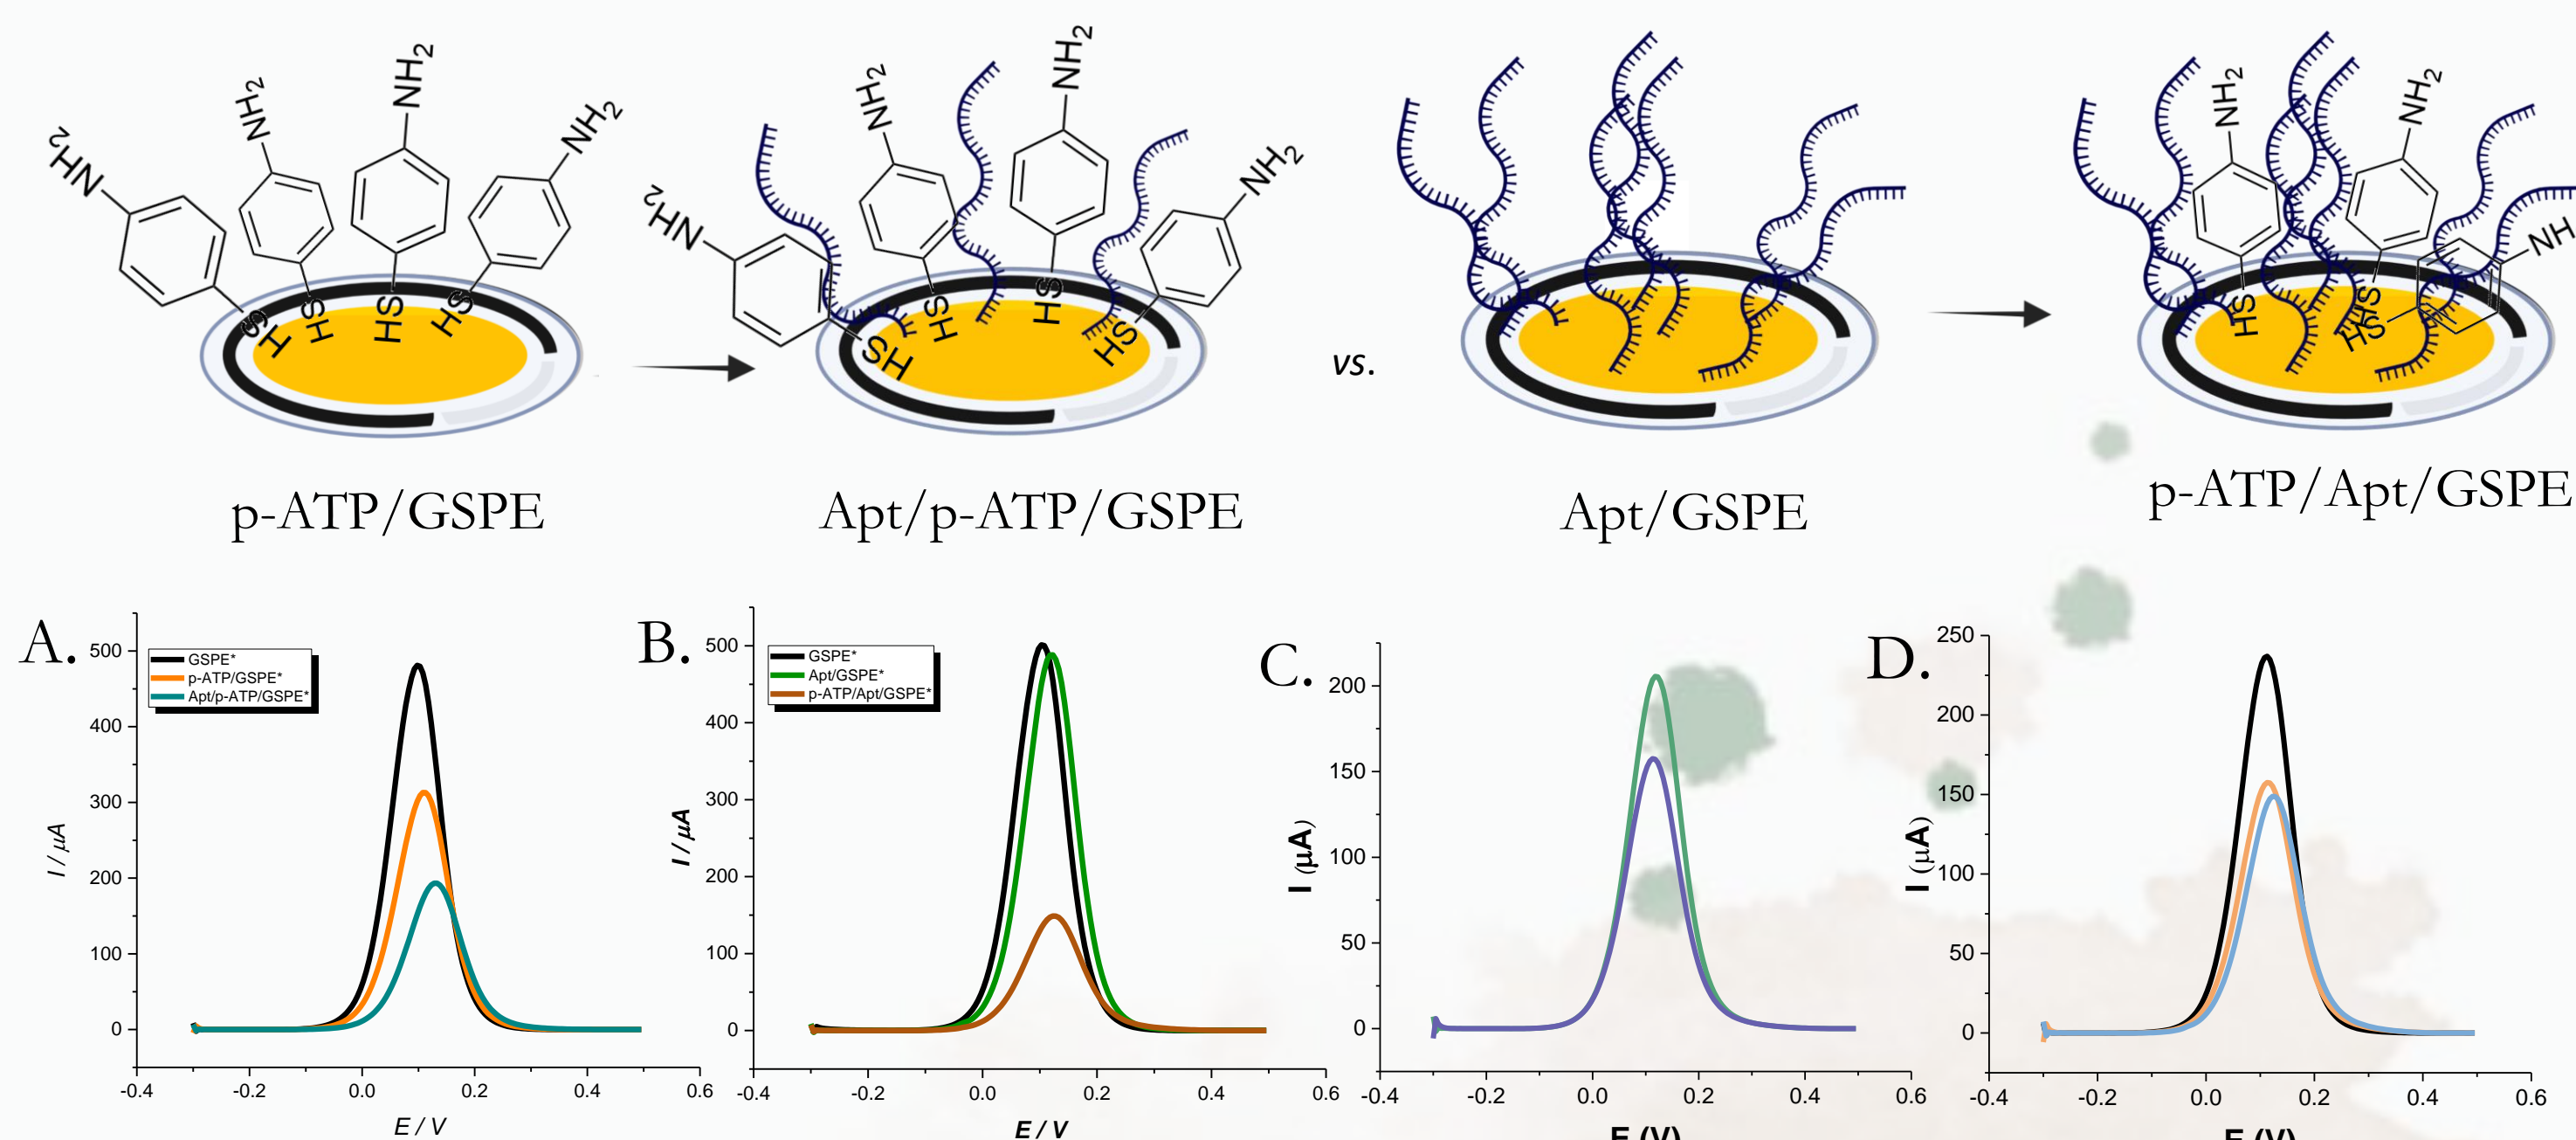 NH2
NH2
NH2
NH2
SH
SH
SH
SH
NH2
NH2
NH2
NH2
SH
SH
SH
SH
vs.
NH2
NH2
NH
SH
SH
HS
p-ATP/GSPE
Apt/p-ATP/GSPE
Apt/GSPE
p-ATP/Apt/GSPE
A.
500
400
300
200
100
0
I / μA
GSPE*
p-ATP/GSPE*
Apt/p-ATP/GSPE*
-0.4
-0.2
0.0
0.2
0.4
0.6
E / V
B.
500
400
300
200
100
0
I / μA
GSPE*
Apt/GSPE*
p-ATP/Apt/GSPE*
-0.4
-0.2
0.0
0.2
0.4
0.6
E / V
C.
200
150
100
50
0
I (μA)
-0.4
-0.2
0.0
0.2
0.4
0.6
E (V)
D.
250
200
150
100
50
0
I (μA)
-0.4
-0.2
0.0
0.2
0.4
0.6
E (V)